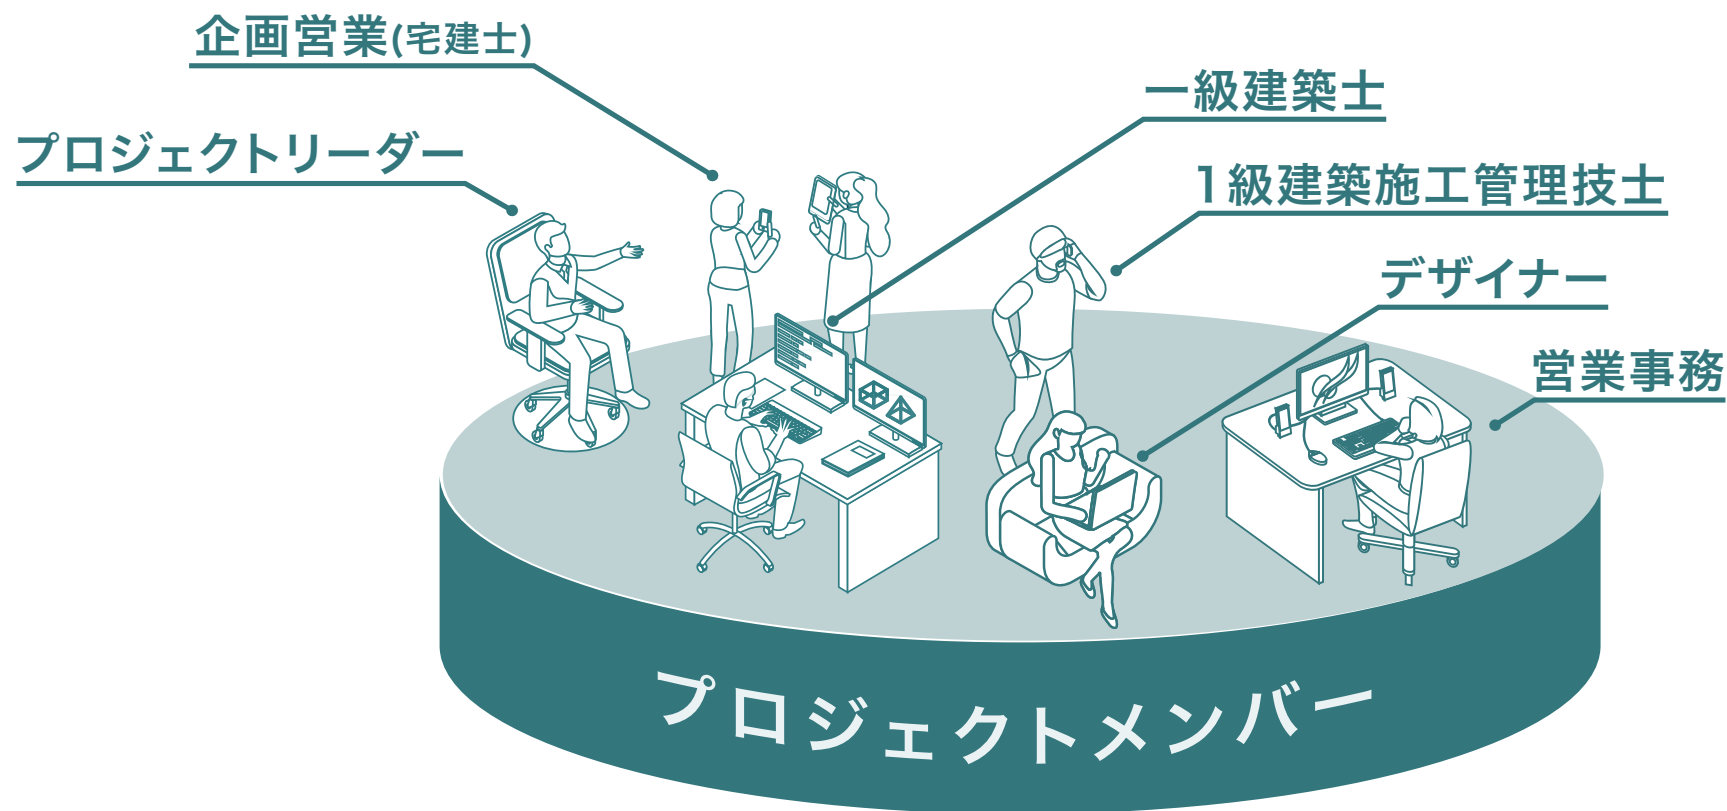 企画営業(宅建士)
プロジェクトリーダー
一級建築士
1級建築施工管理技士
デザイナー
営業事務
プロジェクトメンバー